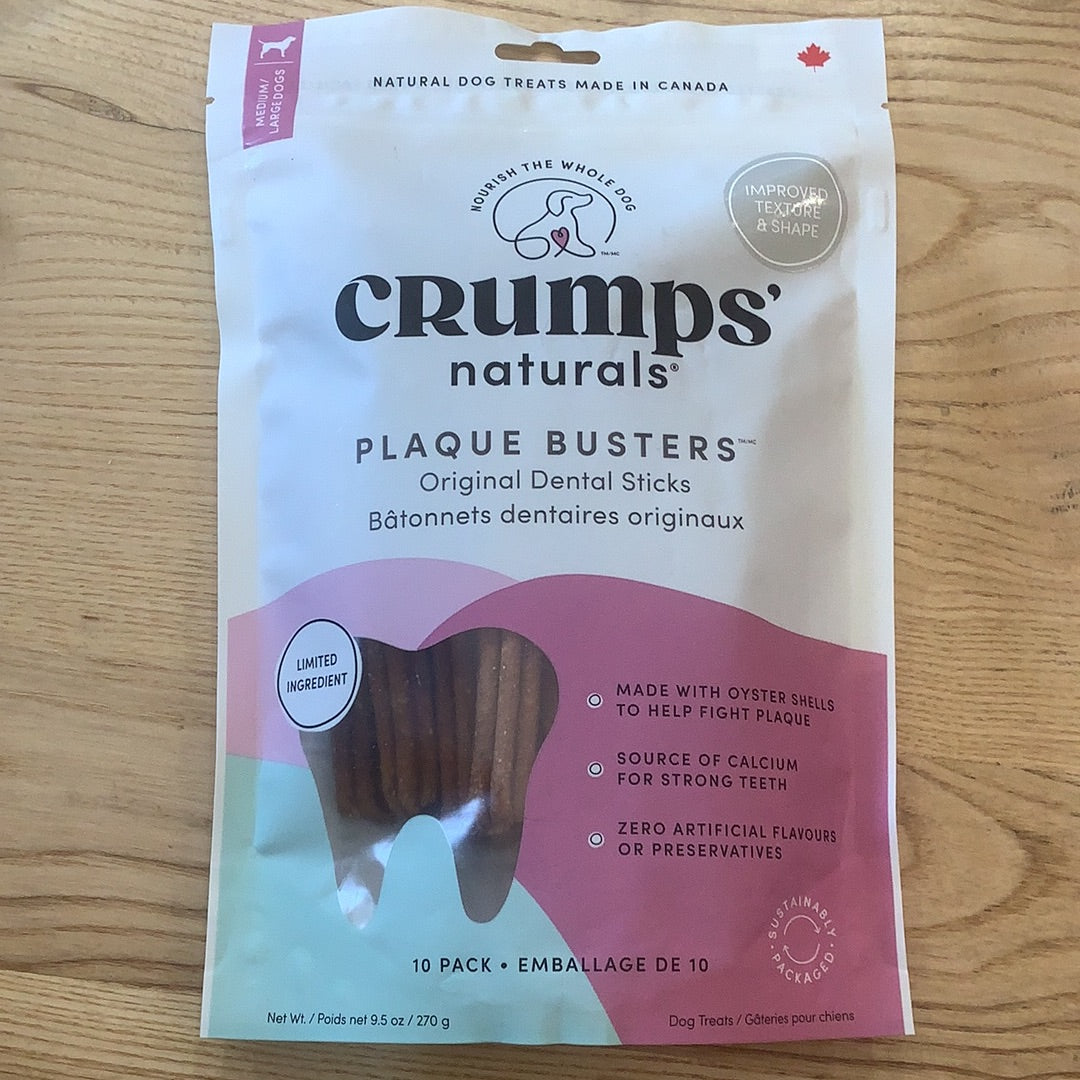 MEDIUM/
LARGE DOGS
NATURAL DOG TREATS MADE IN CANADA
NOURISH THE WHOLE DOG
TM/MC
IMPROVED
TEXTURE
& SHAPE
CRumps'
naturals®
PLAQUE BUSTERS™/MC
Original Dental Sticks
Bâtonnets dentaires originaux
LIMITED
INGREDIENT
MADE WITH OYSTER SHELLS
TO HELP FIGHT PLAQUE
SOURCE OF CALCIUM
FOR STRONG TEETH
ZERO ARTIFICIAL FLAVOURS
OR PRESERVATIVES
SUSTAINABLY
• PACKAGED •
10 PACK • EMBALLAGE DE 10
Net Wt. / Poids net 9.5 oz / 270 g
Dog Treats / Gâteries pour chiens